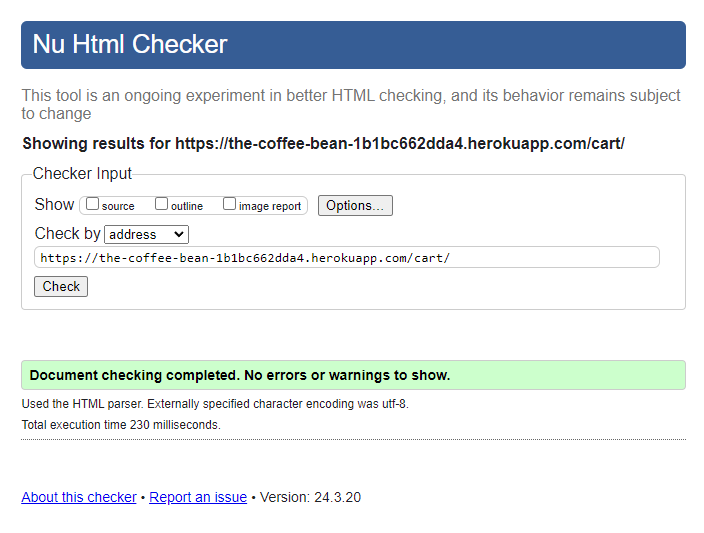 Nu Html Checker
This tool is an ongoing experiment in better HTML checking, and its behavior remains subject
to change
Showing results for https://the-coffee-bean-1b1bc662dda4.herokuapp.com/cart/
Checker Input
Show source outline image report Options...
Check by address
https://the-coffee-bean-1b1bc662dda4.herokuapp.com/cart/
Check
Document checking completed. No errors or warnings to show.
Used the HTML parser. Externally specified character encoding was utf-8.
Total execution time 230 milliseconds.
About this checker • Report an issue • Version: 24.3.20